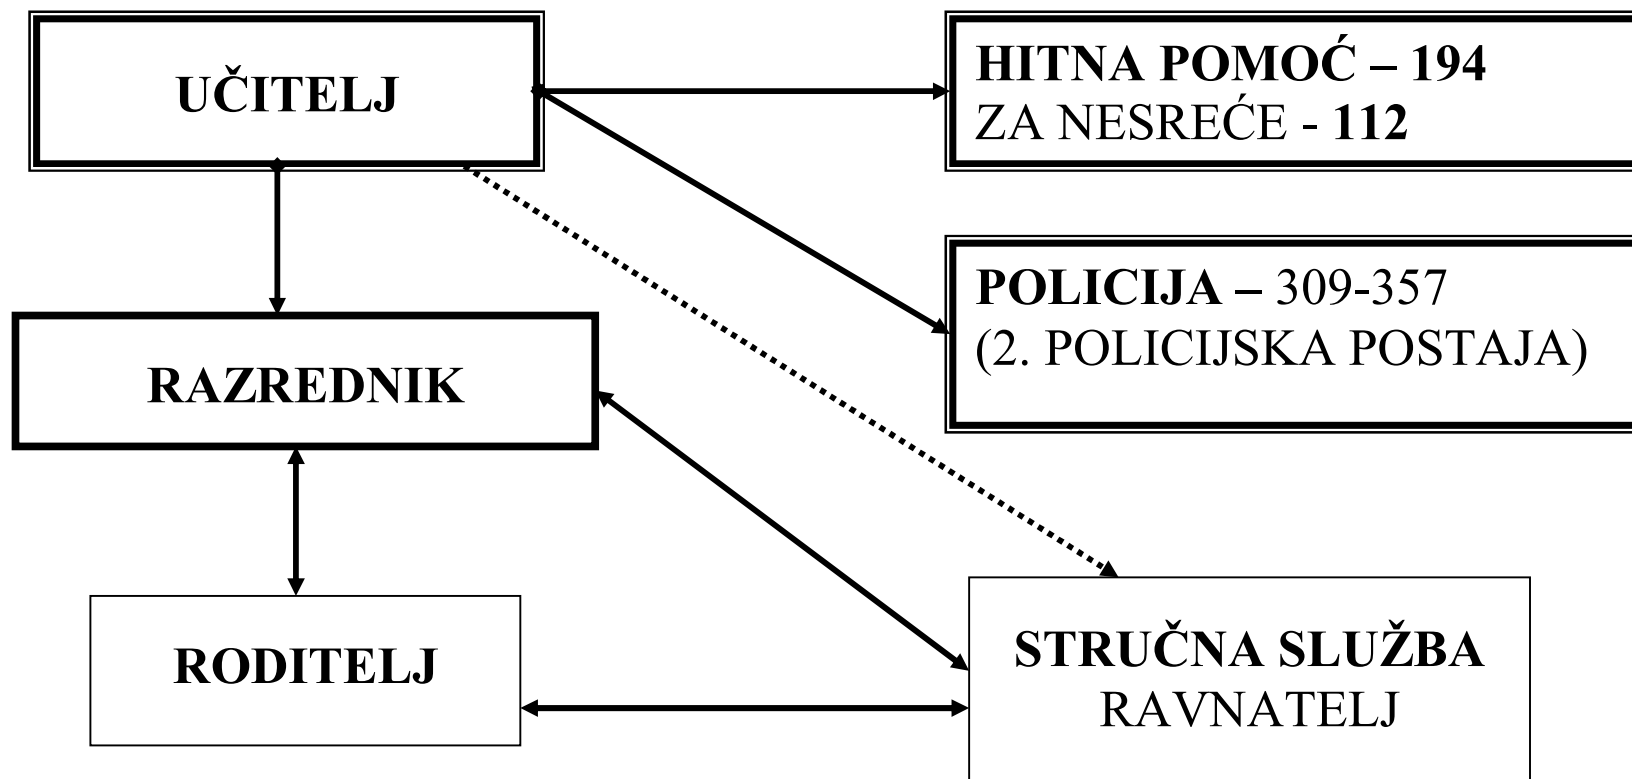 UČITELJ
HITNA POMOĆ – 194
ZA NESREĆE - 112
POLICIJA – 309-357
(2. POLICIJSKA POSTAJA)
RAZREDNIK
RODITELJ
STRUČNA SLUŽBA
RAVNATELJ